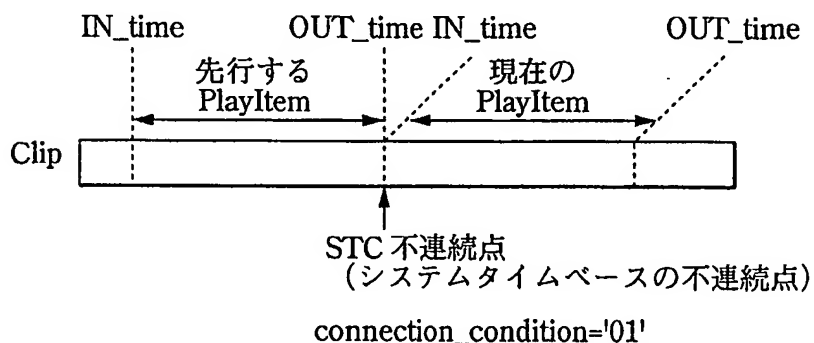 IN_time OUT_time IN_time OUT_time
先行する 現在の
PlayItem PlayItem
Clip
STC 不連続点
（システムタイムベースの不連続点）
connection_condition='01'